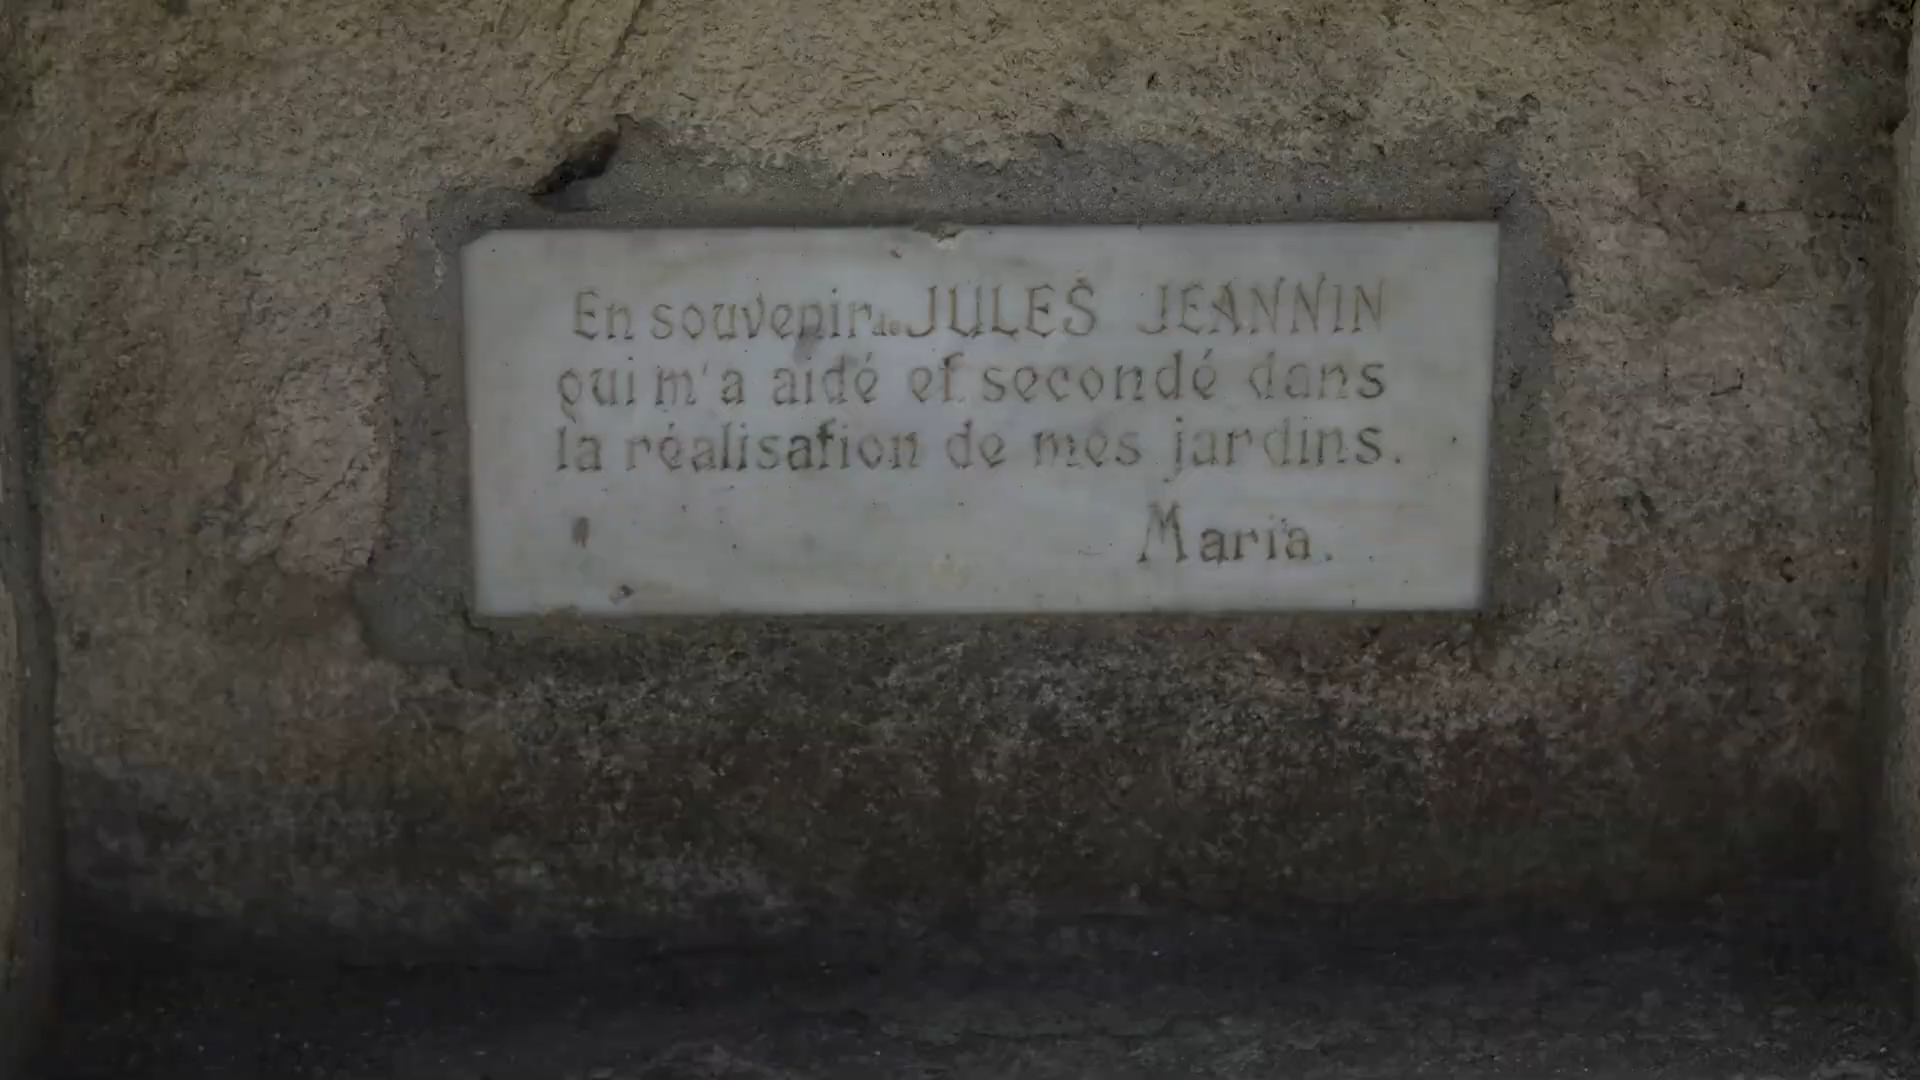 En souvenir de JULES JEANNIN
qui m'a aidé et secondé dans
la réalisation de mes jardins.
Maria.